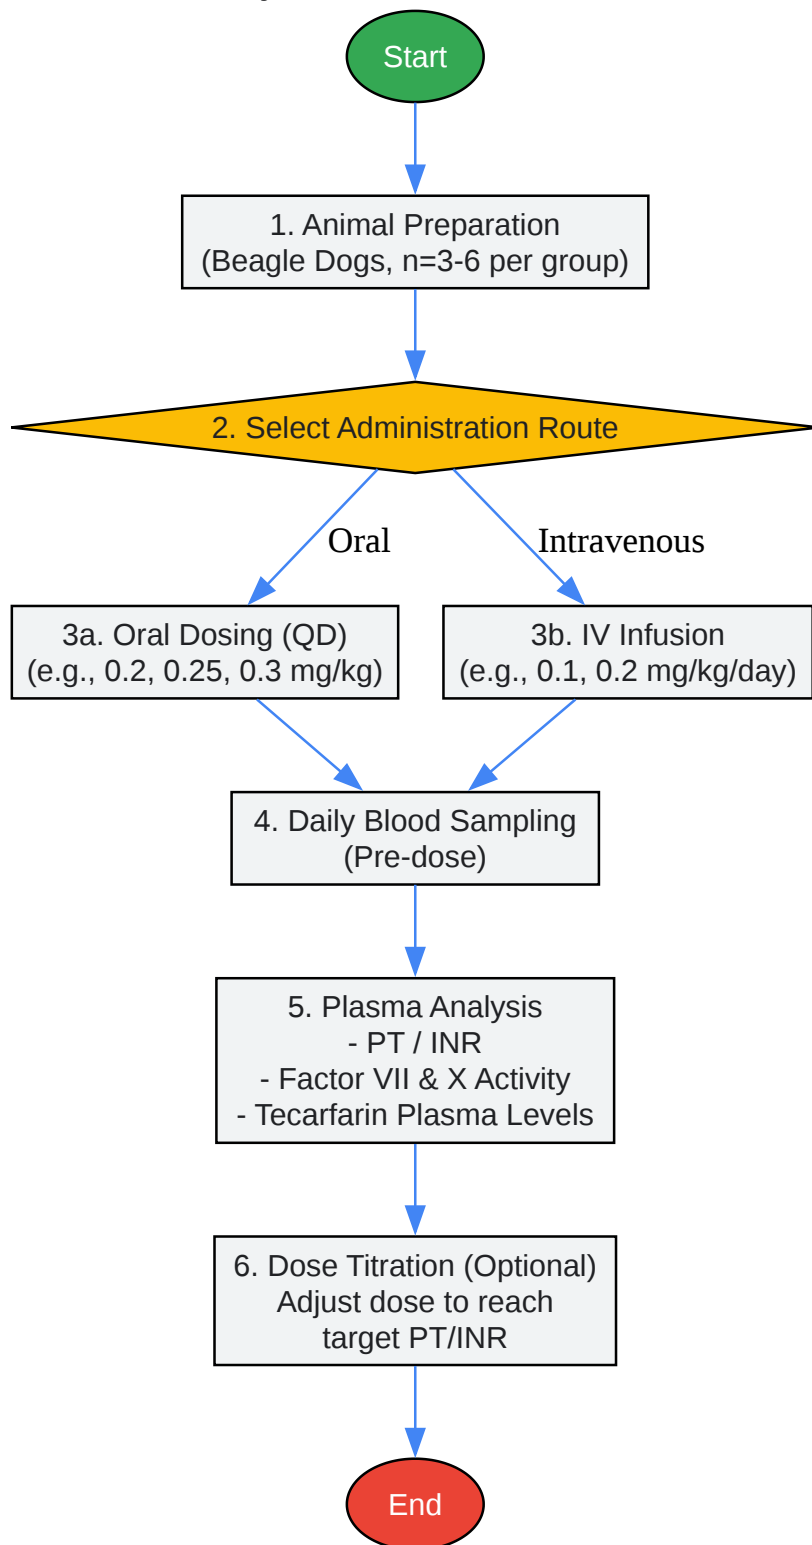 Start
1. Animal Preparation
(Beagle Dogs, n=3-6 per group)
2. Select Administration Route
Oral
Intravenous
3a. Oral Dosing (QD)
(e.g., 0.2, 0.25, 0.3 mg/kg)
3b. IV Infusion
(e.g., 0.1, 0.2 mg/kg/day)
4. Daily Blood Sampling
(Pre-dose)
5. Plasma Analysis
- PT / INR
- Factor VII & X Activity
- Tecarfarin Plasma Levels
6. Dose Titration (Optional)
Adjust dose to reach
target PT/INR
End